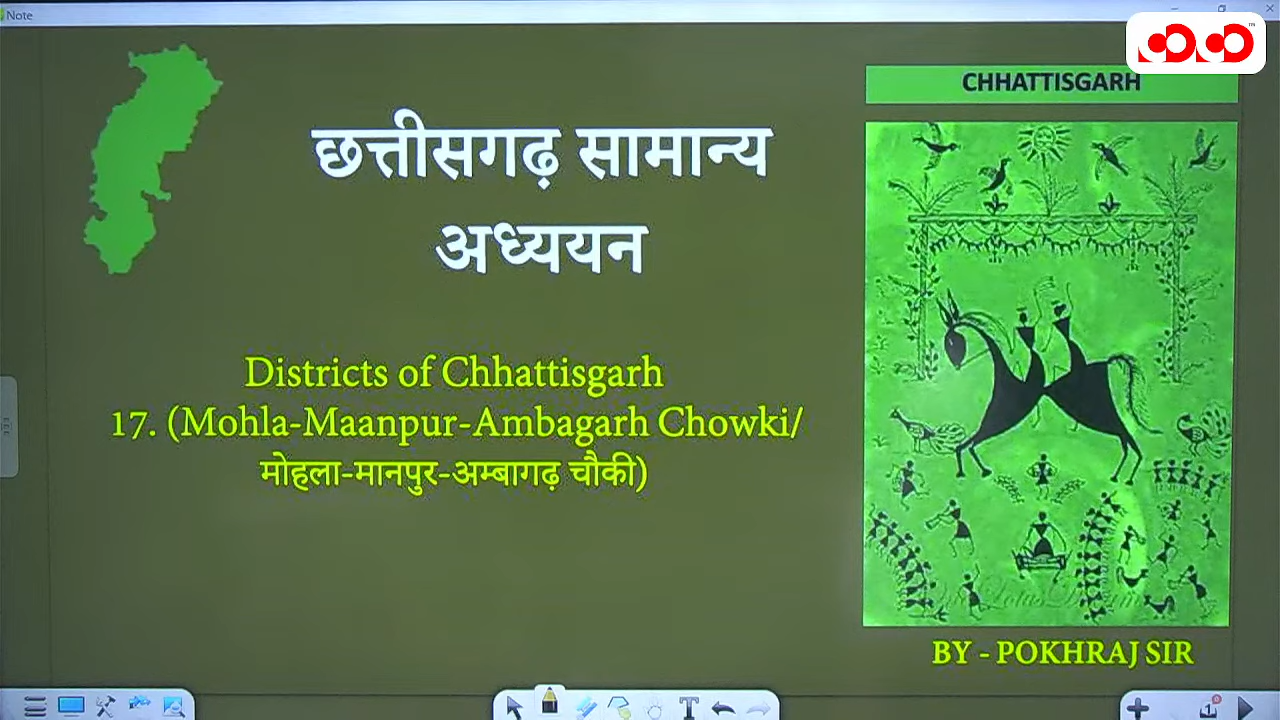 Note
CHHATTISGARH
छत्तीसगढ़ सामान्य
अध्ययन
Districts of Chhattisgarh
17. (Mohla-Maanpur-Ambagarh Chowki/
मोहला-मानपुर-अम्बागढ़ चौकी)
BY - POKHRAJ SIR